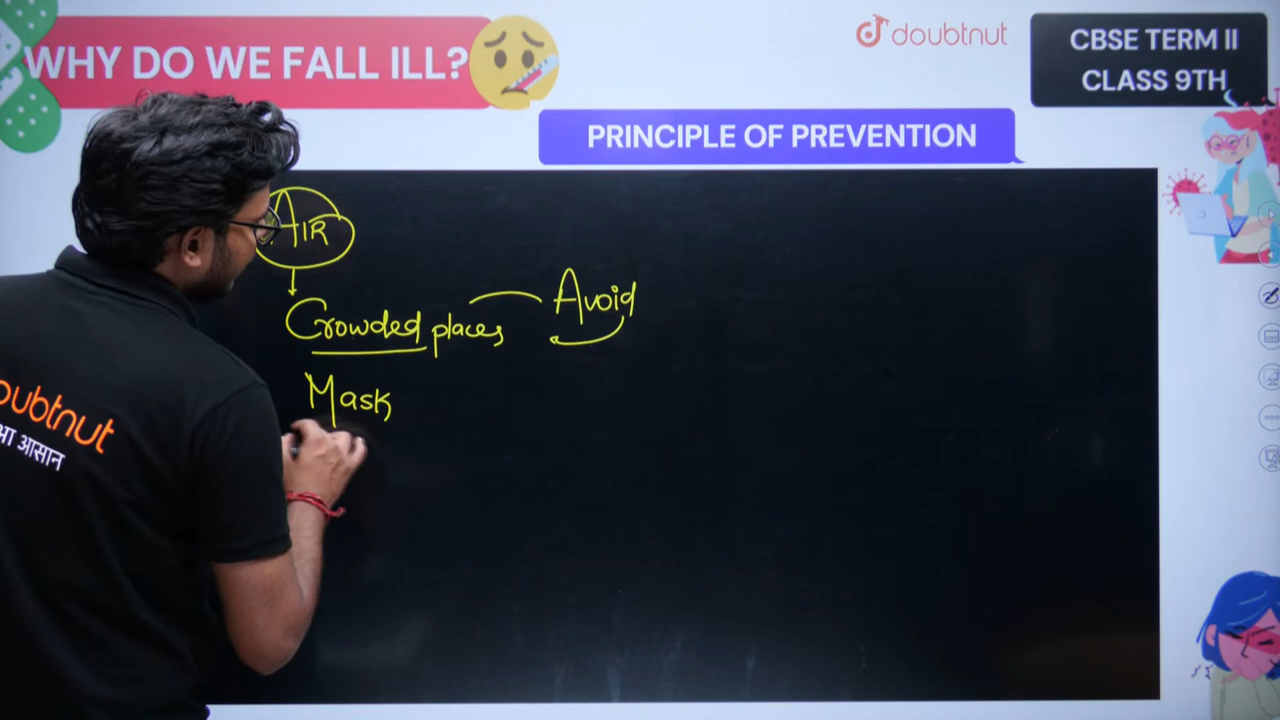 WHY DO WE FALL ILL?
doubtnut
CBSE TERM II
CLASS 9TH
PRINCIPLE OF PREVENTION
AIR
Crowded places
Avoid
Mask
doubtnut
आसान